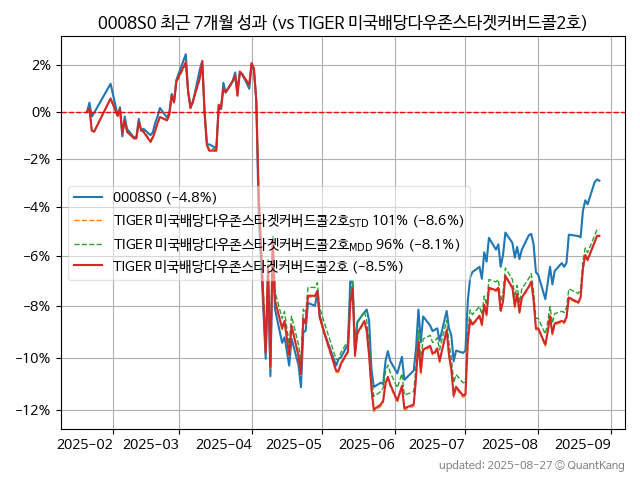 0008S0 최근 7개월 성과 (vs TIGER 미국배당다우존스타겟커버드콜2호)
2%
0%
−2%
−4%
−6%
−8%
−10%
−12%
0008S0 (−4.8%)
TIGER 미국배당다우존스타겟커버드콜2호STD 101% (−8.6%)
TIGER 미국배당다우존스타겟커버드콜2호MDD 96% (−8.1%)
TIGER 미국배당다우존스타겟커버드콜2호 (−8.5%)
2025-02 2025-03 2025-04 2025-05 2025-06 2025-07 2025-08 2025-09
updated: 2025-08-27 © QuantKang